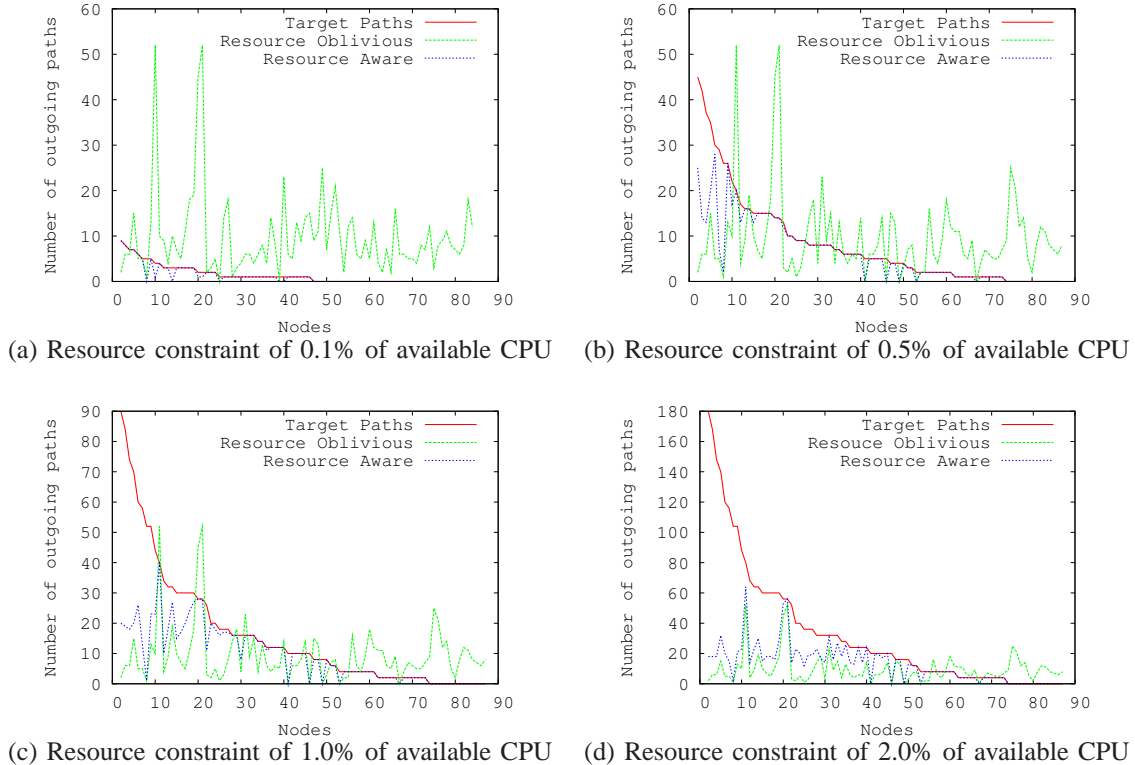 60
50
40
30
20
10
0
0 10 20 30 40 50 60 70 80 90
Number of outgoing paths
Nodes
Target Paths
Resource Oblivious
Resource Aware
(a) Resource constraint of 0.1% of available CPU
60
50
40
30
20
10
0
0 10 20 30 40 50 60 70 80 90
Number of outgoing paths
Nodes
Target Paths
Resource Oblivious
Resource Aware
(b) Resource constraint of 0.5% of available CPU
90
80
70
60
50
40
30
20
10
0
0 10 20 30 40 50 60 70 80 90
Number of outgoing paths
Nodes
Target Paths
Resource Oblivious
Resource Aware
(c) Resource constraint of 1.0% of available CPU
180
160
140
120
100
80
60
40
20
0
0 10 20 30 40 50 60 70 80 90
Number of outgoing paths
Nodes
Target Paths
Resouce Oblivious
Resource Aware
(d) Resource constraint of 2.0% of available CPU